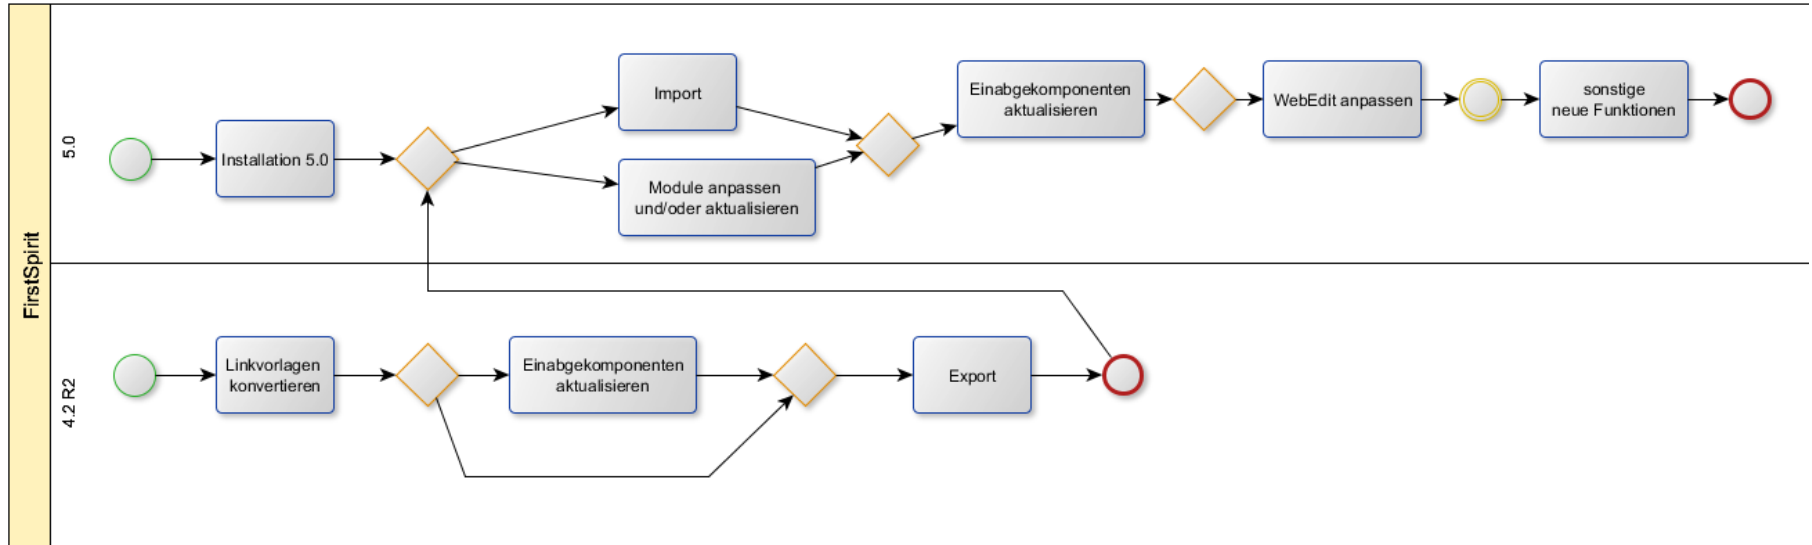 FirstSpirit
5.0
Installation 5.0
Import
Module anpassen
und/oder aktualisieren
Einabgekomponenten
aktualisieren
WebEdit anpassen
sonstige
neue Funktionen
4.2 R2
Linkvorlagen
konvertieren
Einabgekomponenten
aktualisieren
Export